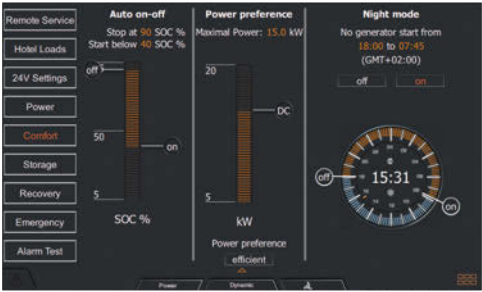 Remote Service
Hotel Loads
24V Settings
Power
Comfort
Storage
Recovery
Emergency
Alarm Test
Auto on-off
Stop at 90 SOC %
Start below 40 SOC %
off
50
on
5
SOC %
Power preference
Maximal Power: 15.0 kW
20
DC
5
kW
Power preference
efficient
Night mode
No generator start from
18:00 to 07:45
(GMT+02:00)
off on
off
15:31
on
Power
Dynamic